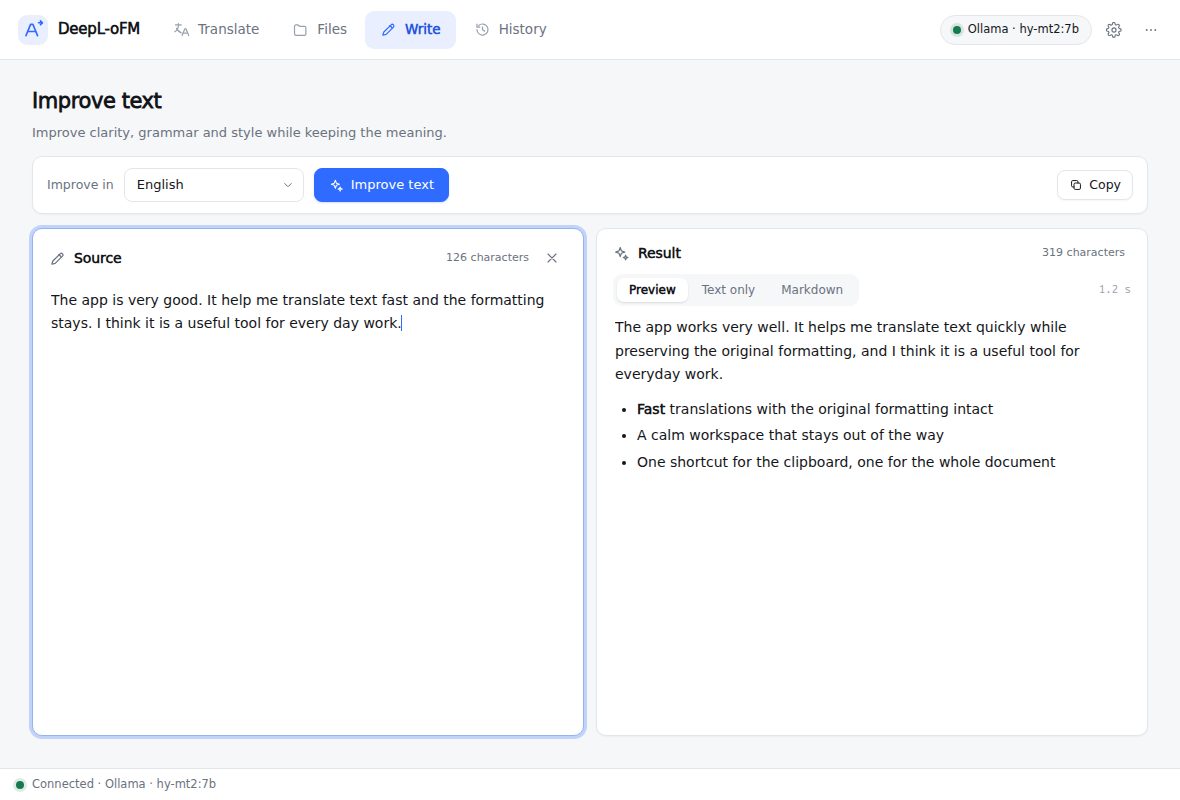 DeepL-oFM
Translate
Files
Write
History
Ollama · hy-mt2:7b
Improve text
Improve clarity, grammar and style while keeping the meaning.
Improve in
English
Improve text
Copy
Source
126 characters
The app is very good. It help me translate text fast and the formatting
stays. I think it is a useful tool for every day work.
Result
319 characters
Preview
Text only
Markdown
1.2 s
The app works very well. It helps me translate text quickly while
preserving the original formatting, and I think it is a useful tool for
everyday work.
• Fast translations with the original formatting intact
• A calm workspace that stays out of the way
• One shortcut for the clipboard, one for the whole document
Connected · Ollama · hy-mt2:7b